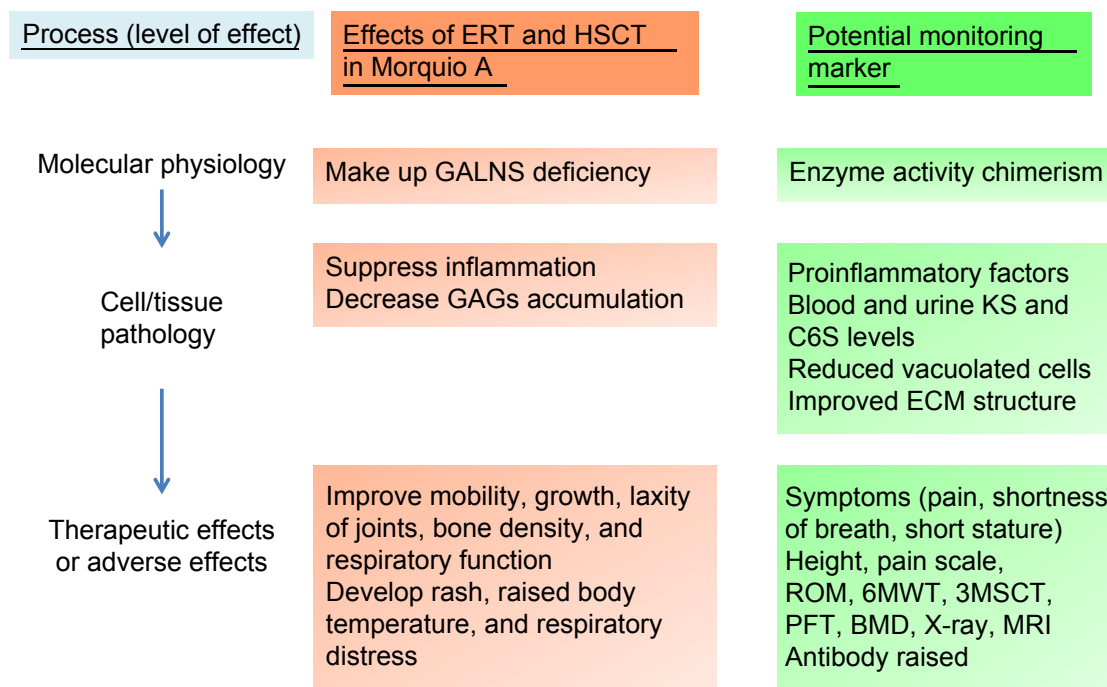 Process (level of effect)
Effects of ERT and HSCT
in Morquio A
Potential monitoring
marker
Molecular physiology
Make up GALNS deficiency
Enzyme activity chimerism
Cell/tissue
pathology
Suppress inflammation
Decrease GAGs accumulation
Proinflammatory factors
Blood and urine KS and
C6S levels
Reduced vacuolated cells
Improved ECM structure
Therapeutic effects
or adverse effects
Improve mobility, growth, laxity
of joints, bone density, and
respiratory function
Develop rash, raised body
temperature, and respiratory
distress
Symptoms (pain, shortness
of breath, short stature)
Height, pain scale,
ROM, 6MWT, 3MSCT,
PFT, BMD, X-ray, MRI
Antibody raised